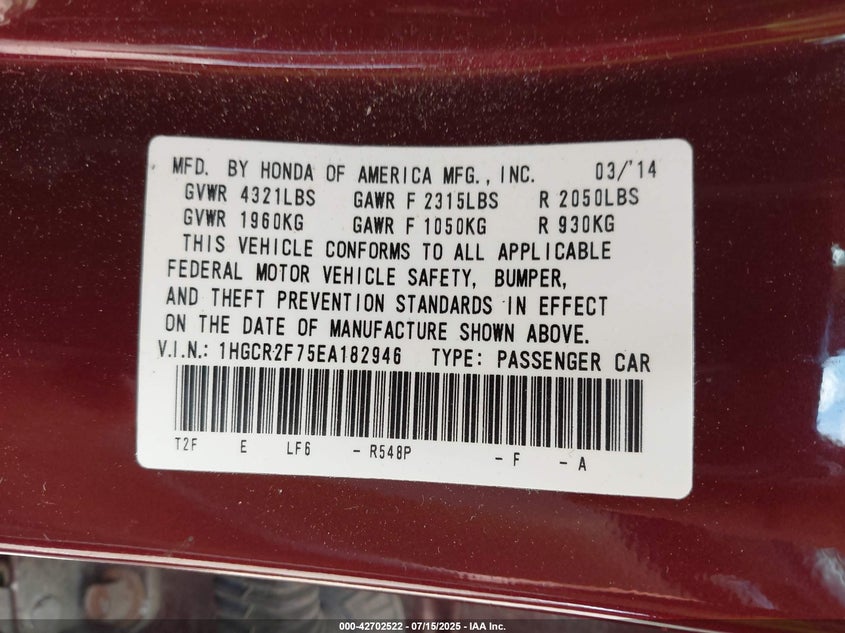 MFD. BY HONDA OF AMERICA MFG., INC. 03/'14
GVWR 4321LBS GAWR F 2315LBS R 2050LBS
GVWR 1960KG GAWR F 1050KG R 930KG
THIS VEHICLE CONFORMS TO ALL APPLICABLE
FEDERAL MOTOR VEHICLE SAFETY, BUMPER,
AND THEFT PREVENTION STANDARDS IN EFFECT
ON THE DATE OF MANUFACTURE SHOWN ABOVE.
V.I.N.: 1HGCR2F75EA182946 TYPE: PASSENGER CAR
T2F E LF6 - R548P - F - A
000-42702522 - 07/15/2025 - IAA Inc.